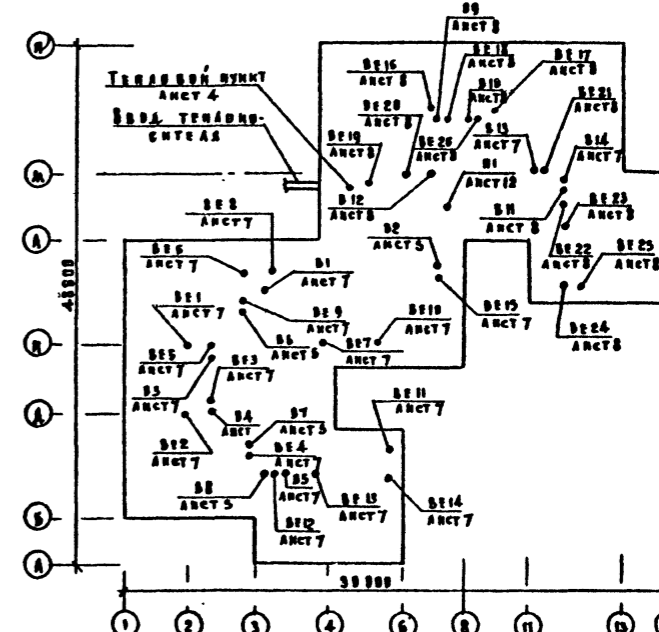 В9
ЛИСТ 8
ВЕ16
ЛИСТ 8
ВЕ18
ЛИСТ 8
ВЕ17
ЛИСТ 8
ТЕПЛОВОЙ ПУНКТ
ЛИСТ 4
ВЕ20
ЛИСТ 8
В10
ЛИСТ 8
ВЕ21
ЛИСТ 8
ВВОД ТЕПЛОНО-
СИТЕЛЯ
ВЕ19
ЛИСТ 8
ВЕ26
ЛИСТ 8
В13
ЛИСТ 7
В14
ЛИСТ 7
В12
ЛИСТ 8
П1
ЛИСТ 12
В11
ЛИСТ 8
ВЕ23
ЛИСТ 8
ВЕ8
ЛИСТ 7
В2
ЛИСТ 5
ВЕ22
ЛИСТ 8
ВЕ25
ЛИСТ 8
ВЕ6
ЛИСТ 7
В1
ЛИСТ 7
ВЕ1
ЛИСТ 7
ВЕ9
ЛИСТ 7
ВЕ10
ЛИСТ 7
ВЕ15
ЛИСТ 7
ВЕ24
ЛИСТ 8
ВЕ5
ЛИСТ 7
В6
ЛИСТ 5
ВЕ7
ЛИСТ 7
ВЕ3
ЛИСТ 7
В3
ЛИСТ 7
В4
ЛИСТ
В7
ЛИСТ 5
ВЕ11
ЛИСТ 7
ВЕ2
ЛИСТ 7
ВЕ4
ЛИСТ 7
В8
ЛИСТ 5
В5
ЛИСТ 7
ВЕ13
ЛИСТ 7
ВЕ12
ЛИСТ 7
ВЕ14
ЛИСТ 7
М
Л
К
Д
Б
А
1 2 3 4 6 8 11 13